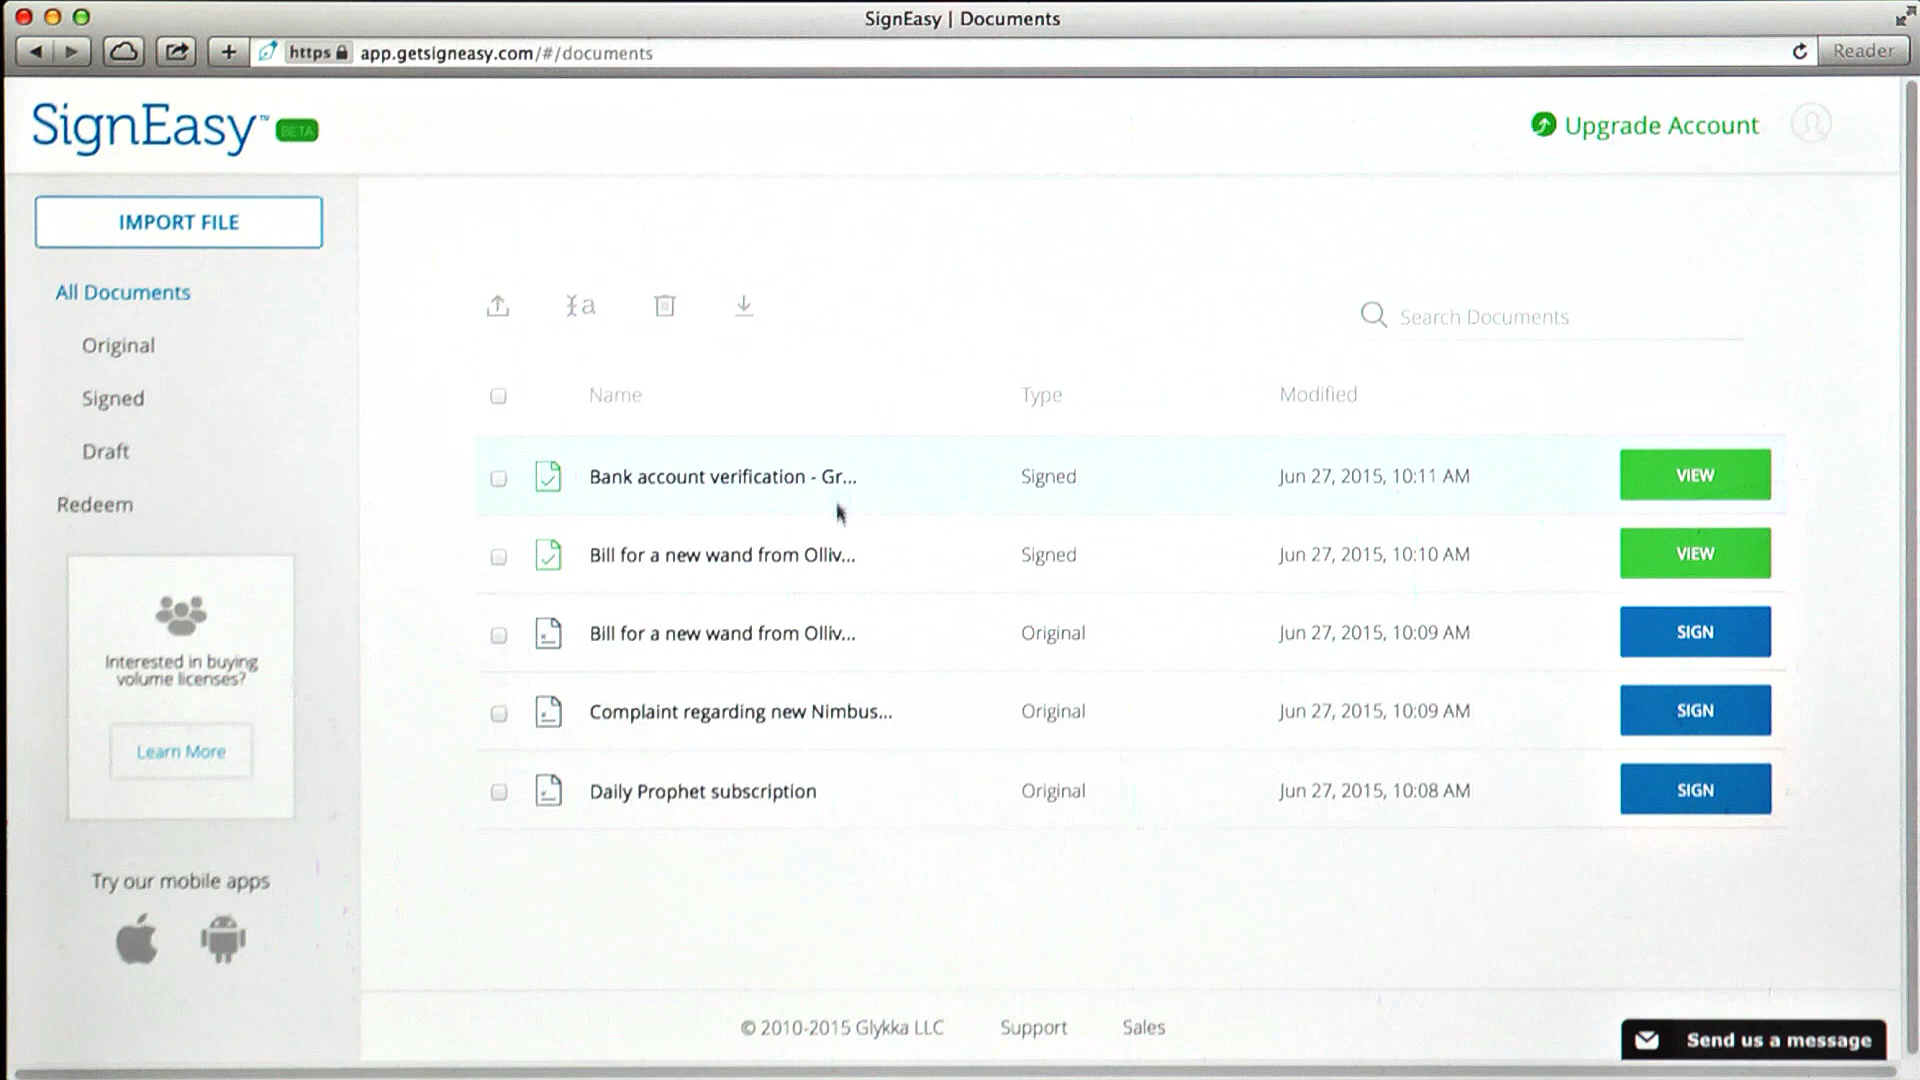 SignEasy | Documents
https app.getsigneasy.com/#/documents
Reader
SignEasy™ BETA
Upgrade Account
IMPORT FILE
All Documents
Original
Signed
Draft
Redeem
Interested in buying
volume licenses?
Learn More
Try our mobile apps
a
Search Documents
Name Type Modified
Bank account verification - Gr... Signed Jun 27, 2015, 10:11 AM VIEW
Bill for a new wand from Olliv... Signed Jun 27, 2015, 10:10 AM VIEW
Bill for a new wand from Olliv... Original Jun 27, 2015, 10:09 AM SIGN
Complaint regarding new Nimbus... Original Jun 27, 2015, 10:09 AM SIGN
Daily Prophet subscription Original Jun 27, 2015, 10:08 AM SIGN
© 2010-2015 Glykka LLC Support Sales
Send us a message